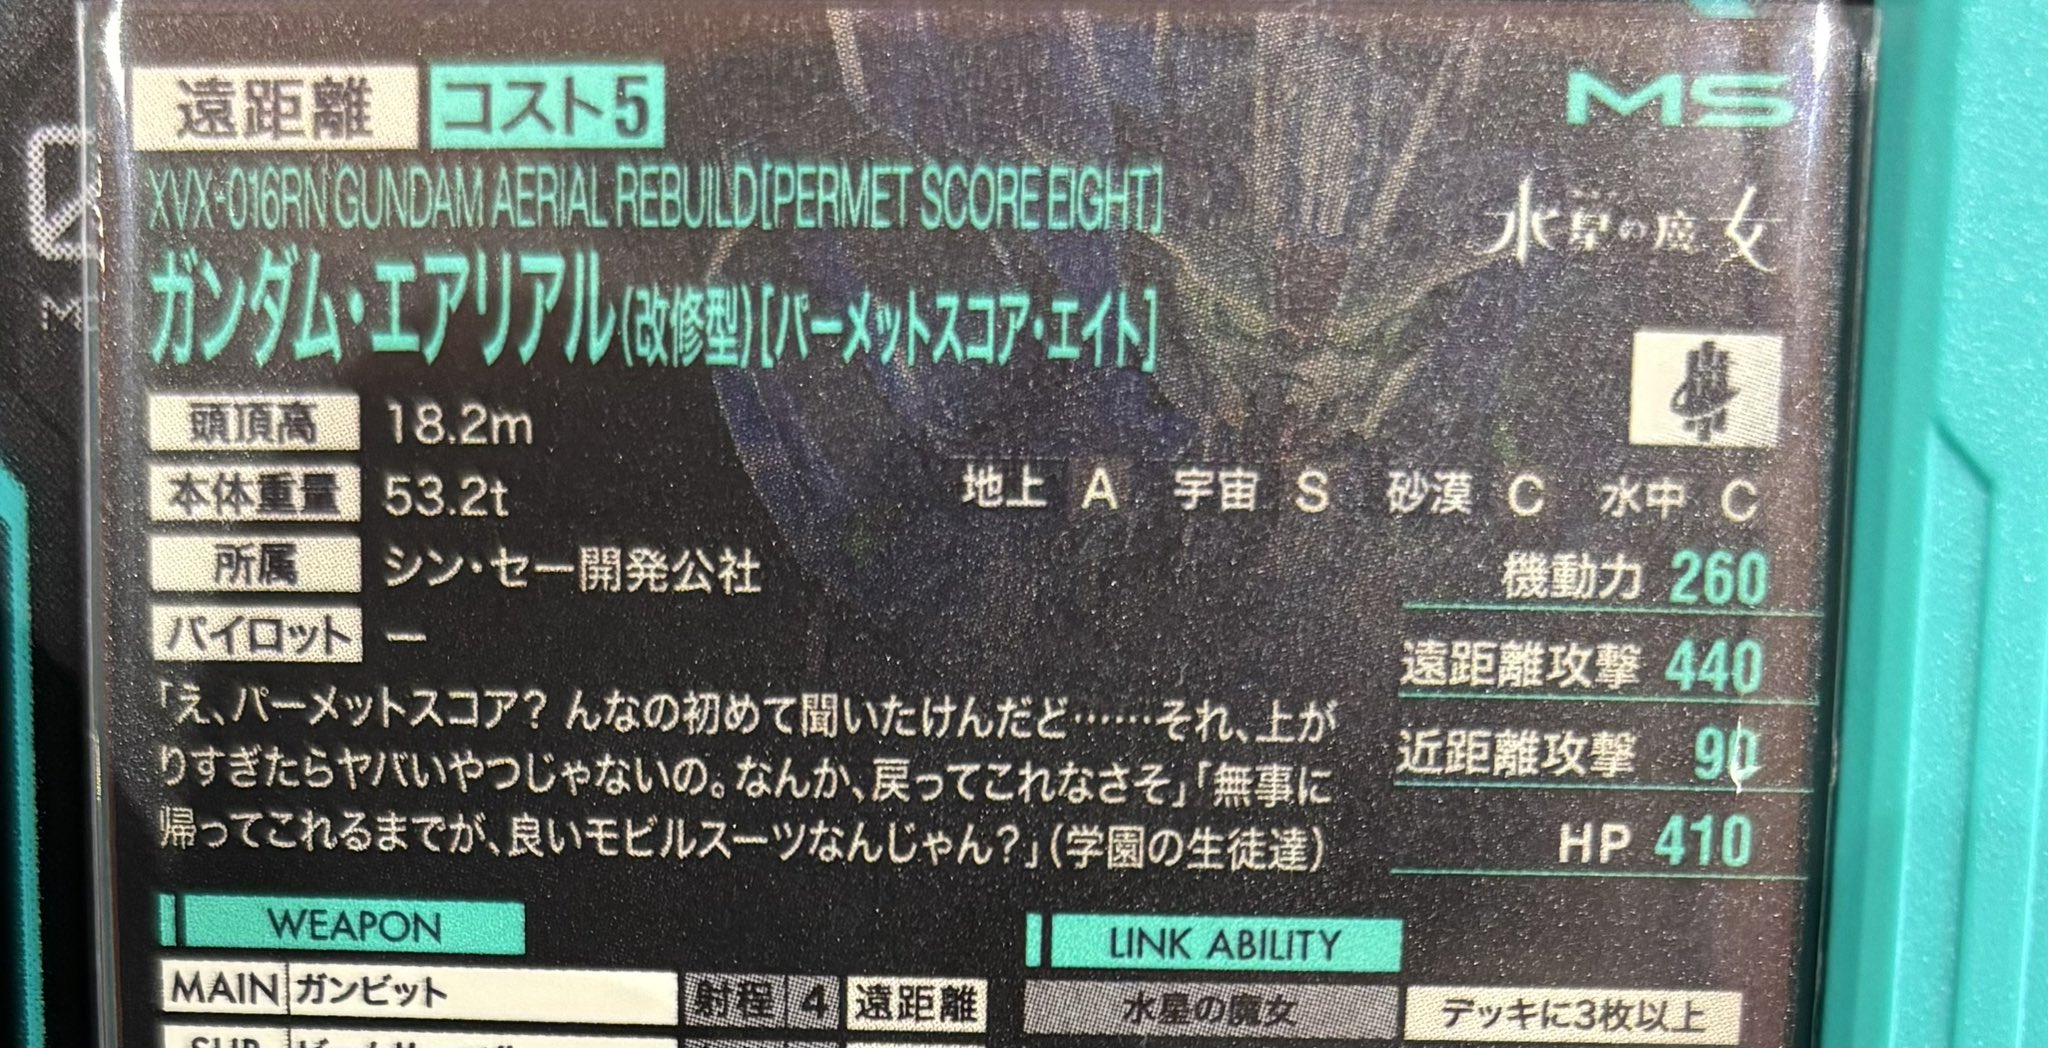 遠距離 コスト5
MS
XVX-016RN GUNDAM AERIAL REBUILD[PERMET SCORE EIGHT]
水星の魔女
ガンダム・エアリアル(改修型)[パーメットスコア・エイト]
頭頂高 18.2m
本体重量 53.2t
地上 A 宇宙 S 砂漠 C 水中 C
所属 シン・セー開発公社
機動力 260
パイロット ー
遠距離攻撃 440
近距離攻撃 90
HP 410
「え、パーメットスコア? んなの初めて聞いたけんだど……それ、上が
りすぎたらヤバいやつじゃないの。なんか、戻ってこれなさそ」「無事に
帰ってこれるまでが、良いモビルスーツなんじゃん?」(学園の生徒達)
WEAPON
LINK ABILITY
MAIN ガンビット 射程 4 遠距離
水星の魔女 デッキに3枚以上